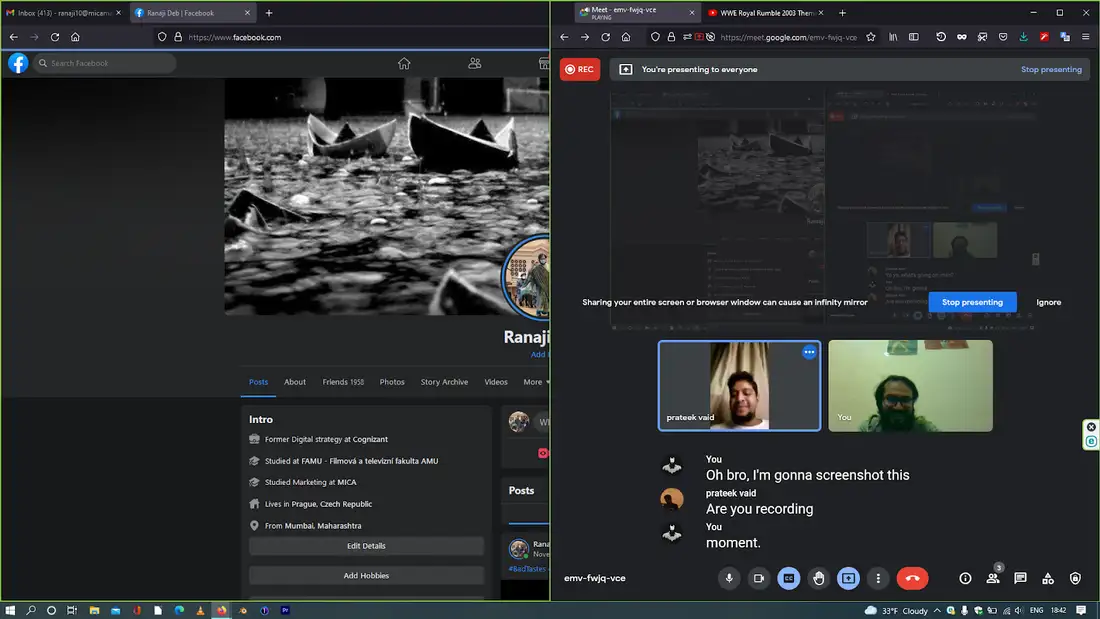 Inbox (413) - ranaji10@micamai
Ranaji Deb | Facebook
https://www.facebook.com
Search Facebook
Ranaji
Add
Posts
About
Friends 1958
Photos
Story Archive
Videos
More
Intro
Former Digital strategy at Cognizant
Studied at FAMU - Filmová a televizní fakulta AMU
Studied Marketing at MICA
Lives in Prague, Czech Republic
From Mumbai, Maharashtra
Edit Details
Add Hobbies
Posts
Rana
Nove
#BadTastes
Meet - emv-fwjq-vce
PLAYING
WWE Royal Rumble 2003 Them
https://meet.google.com/emv-fwjq-vce
REC
You're presenting to everyone
Stop presenting
Sharing your entire screen or browser window can cause an infinity mirror
Stop presenting
Ignore
prateek vaid
You
You
Oh bro, I'm gonna screenshot this
prateek vaid
Are you recording
You
moment.
emv-fwjq-vce
3
33°F Cloudy
ENG
18:42